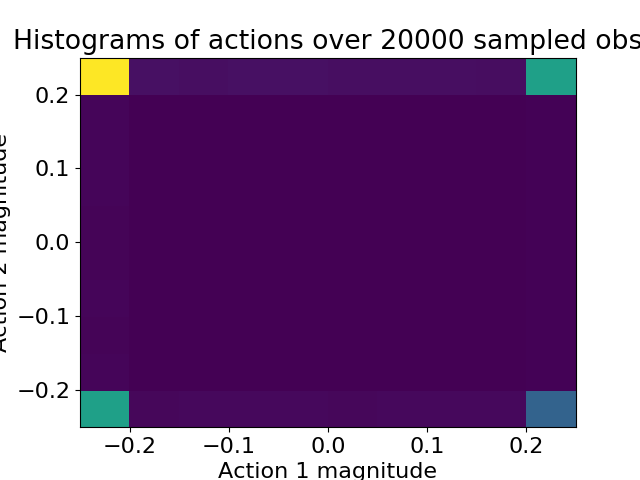 Histograms of actions over 20000 sampled obs
0.2
0.1
0.0
−0.1
−0.2
Action 2 magnitude
−0.2 −0.1 0.0 0.1 0.2
Action 1 magnitude